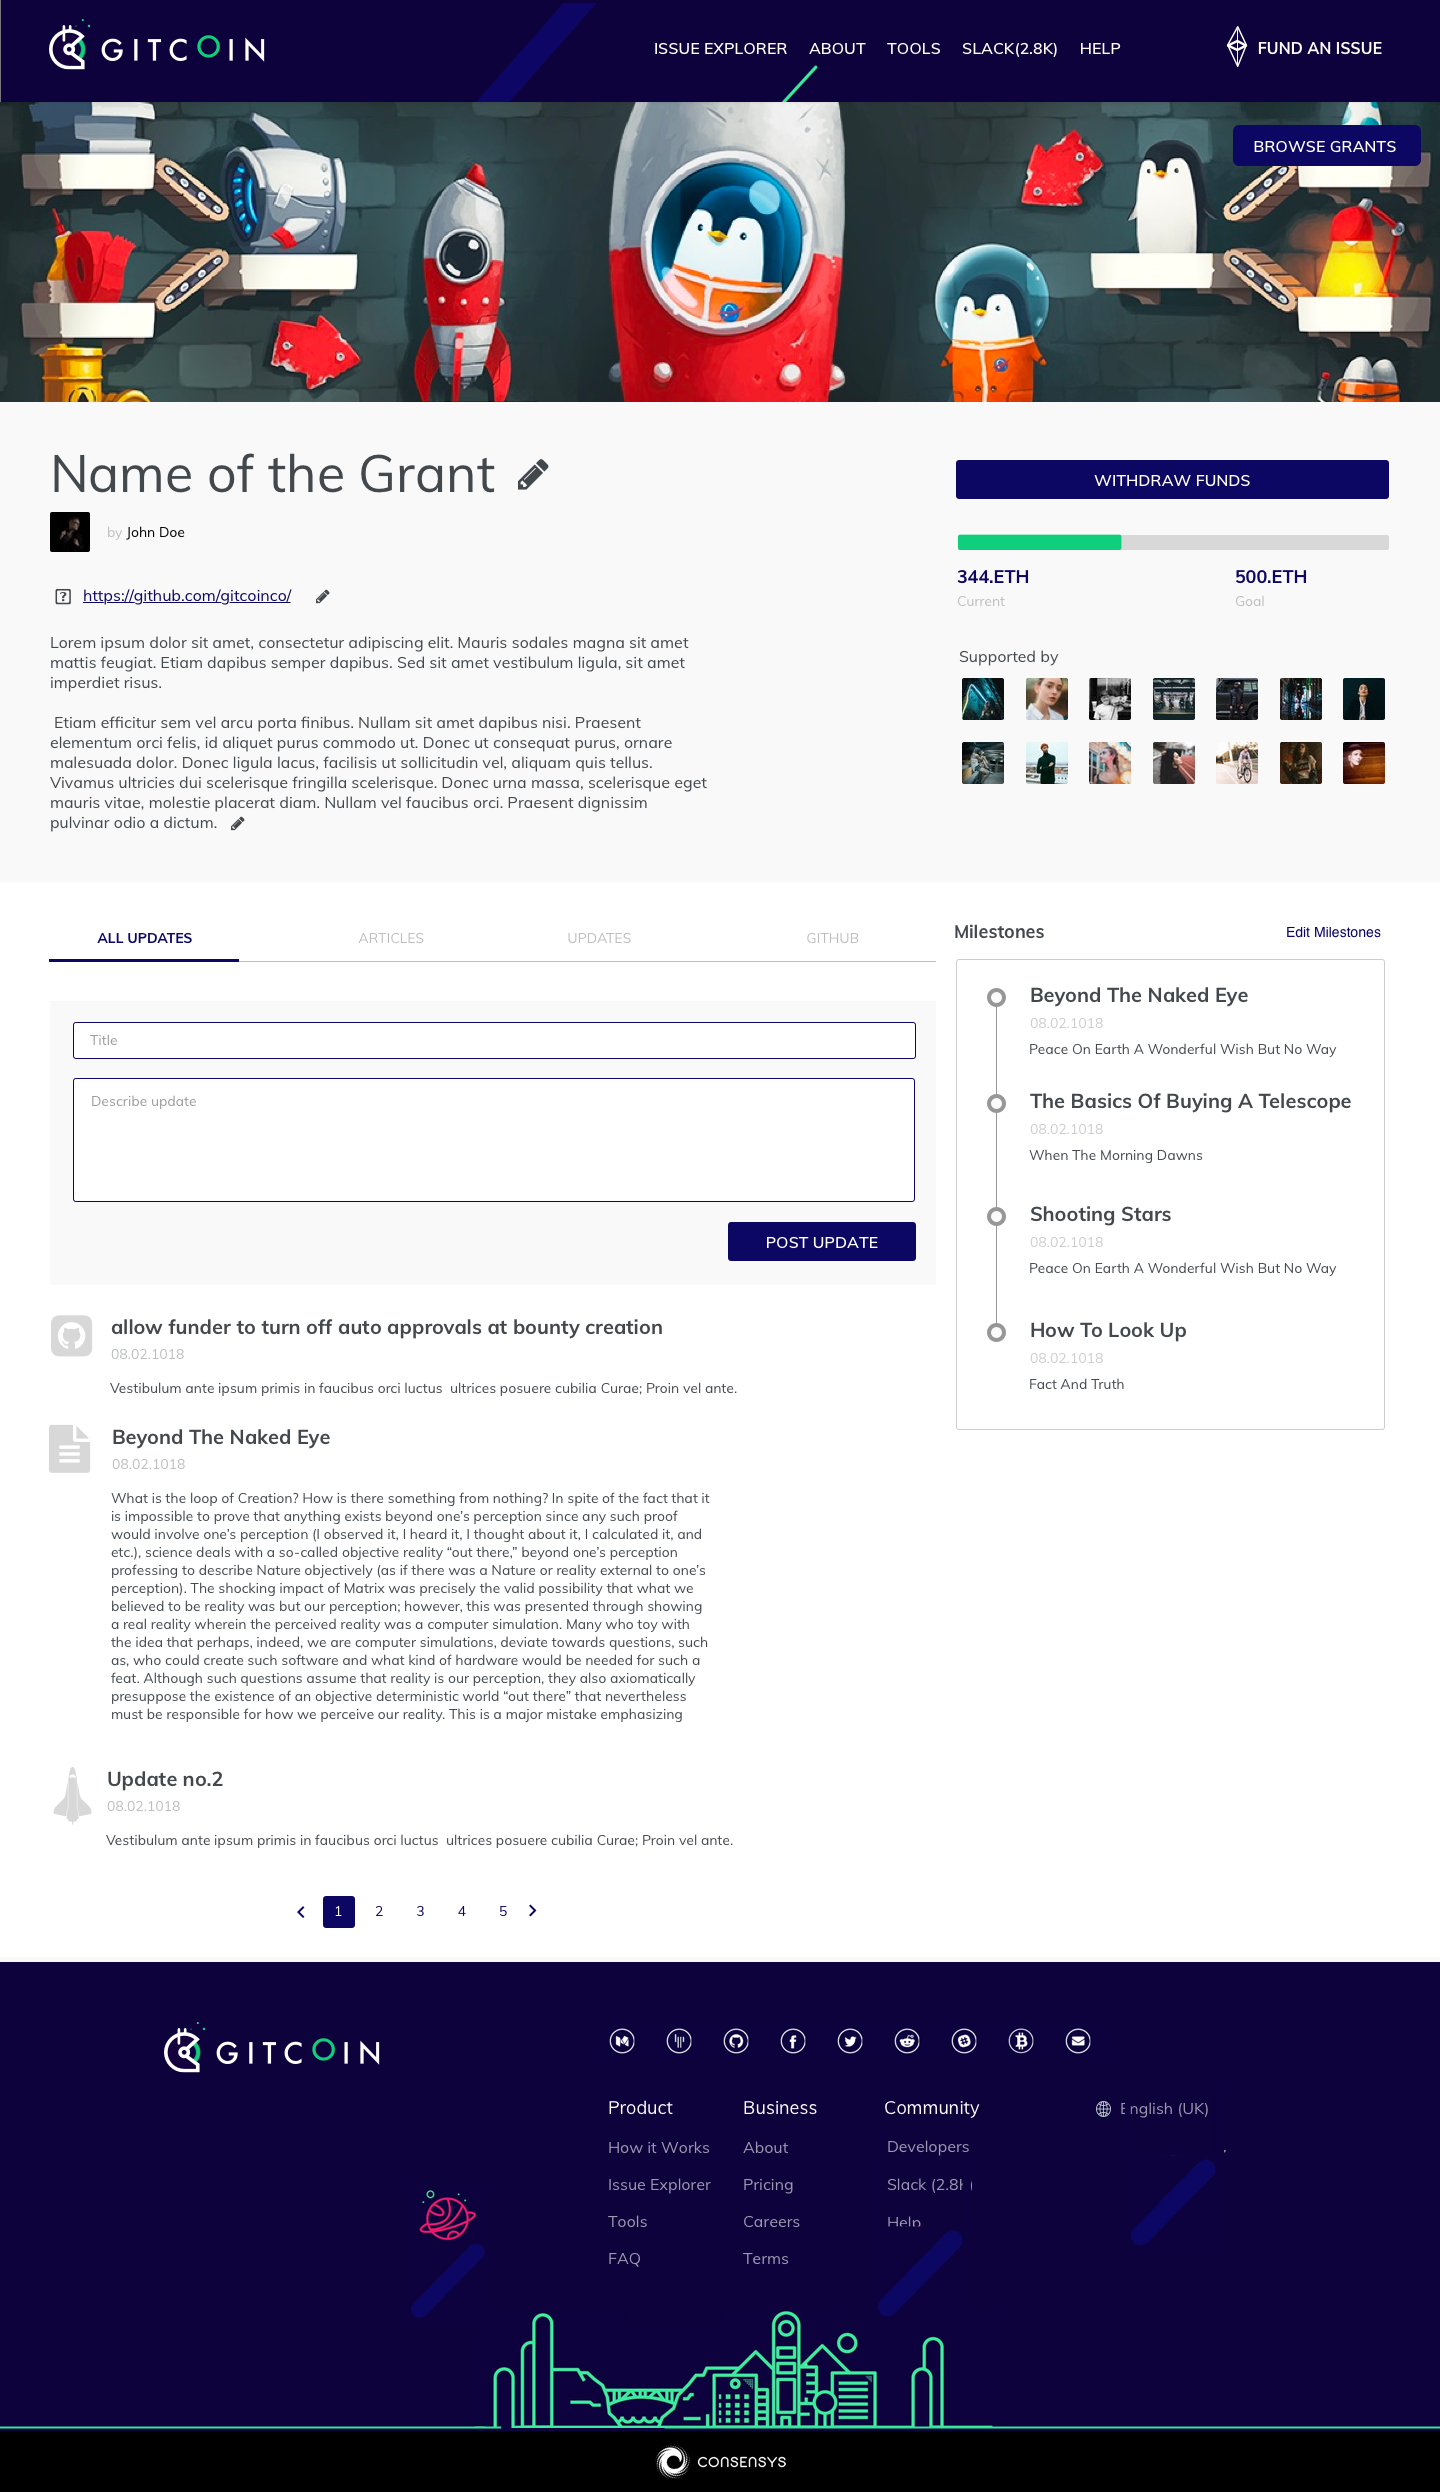 GITCOIN
ISSUE EXPLORER ABOUT TOOLS SLACK(2.8K) HELP
FUND AN ISSUE
BROWSE GRANTS
Name of the Grant
by John Doe
https://github.com/gitcoinco/
Lorem ipsum dolor sit amet, consectetur adipiscing elit. Mauris sodales magna sit amet
mattis feugiat. Etiam dapibus semper dapibus. Sed sit amet vestibulum ligula, sit amet
imperdiet risus.
Etiam efficitur sem vel arcu porta finibus. Nullam sit amet dapibus nisi. Praesent
elementum orci felis, id aliquet purus commodo ut. Donec ut consequat purus, ornare
malesuada dolor. Donec ligula lacus, facilisis ut sollicitudin vel, aliquam quis tellus.
Vivamus ultricies dui scelerisque fringilla scelerisque. Donec urna massa, scelerisque eget
mauris vitae, molestie placerat diam. Nullam vel faucibus orci. Praesent dignissim
pulvinar odio a dictum.
WITHDRAW FUNDS
344.ETH 500.ETH
Current Goal
Supported by
ALL UPDATES ARTICLES UPDATES GITHUB
Title
Describe update
POST UPDATE
allow funder to turn off auto approvals at bounty creation
08.02.1018
Vestibulum ante ipsum primis in faucibus orci luctus ultrices posuere cubilia Curae; Proin vel ante.
Beyond The Naked Eye
08.02.1018
What is the loop of Creation? How is there something from nothing? In spite of the fact that it
is impossible to prove that anything exists beyond one’s perception since any such proof
would involve one’s perception (I observed it, I heard it, I thought about it, I calculated it, and
etc.), science deals with a so-called objective reality “out there,” beyond one’s perception
professing to describe Nature objectively (as if there was a Nature or reality external to one’s
perception). The shocking impact of Matrix was precisely the valid possibility that what we
believed to be reality was but our perception; however, this was presented through showing
a real reality wherein the perceived reality was a computer simulation. Many who toy with
the idea that perhaps, indeed, we are computer simulations, deviate towards questions, such
as, who could create such software and what kind of hardware would be needed for such a
feat. Although such questions assume that reality is our perception, they also axiomatically
presuppose the existence of an objective deterministic world “out there” that nevertheless
must be responsible for how we perceive our reality. This is a major mistake emphasizing
Update no.2
08.02.1018
Vestibulum ante ipsum primis in faucibus orci luctus ultrices posuere cubilia Curae; Proin vel ante.
1 2 3 4 5
Milestones Edit Milestones
Beyond The Naked Eye
08.02.1018
Peace On Earth A Wonderful Wish But No Way
The Basics Of Buying A Telescope
08.02.1018
When The Morning Dawns
Shooting Stars
08.02.1018
Peace On Earth A Wonderful Wish But No Way
How To Look Up
08.02.1018
Fact And Truth
GITCOIN
Product
How it Works
Issue Explorer
Tools
FAQ
Business
About
Pricing
Careers
Terms
Community
Developers
Slack (2.8K)
Help
English (UK)
CONSENSYS